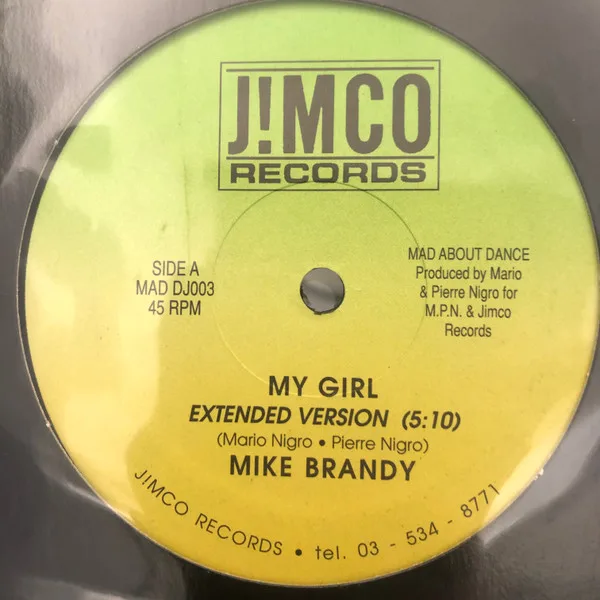 J!MCO
RECORDS
SIDE A
MAD DJ003
45 RPM
MAD ABOUT DANCE
Produced by Mario
& Pierre Nigro for
M.P.N. & Jimco
Records
MY GIRL
EXTENDED VERSION (5:10)
(Mario Nigro • Pierre Nigro)
MIKE BRANDY
J!MCO RECORDS • tel. 03 - 534 - 8771